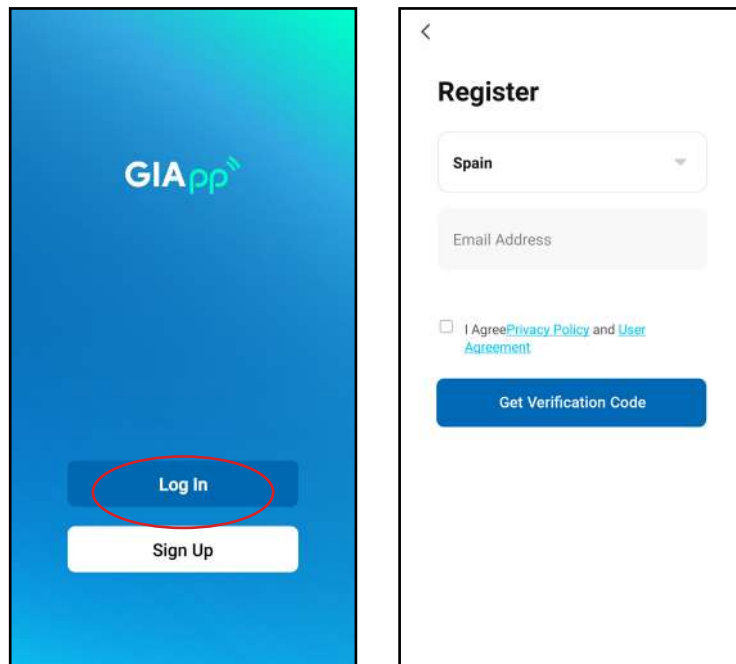 GIApp
Log In
Sign Up
Register
Spain
Email Address
I AgreePrivacy Policy and User
Agreement
Get Verification Code